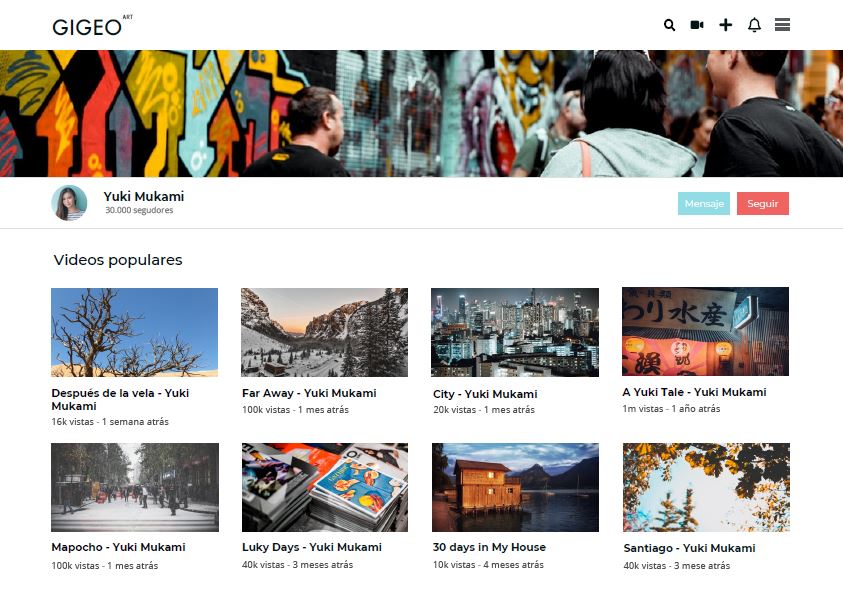 GIGEO ART
Yuki Mukami
30.000 segudores
Mensaje
Seguir
Videos populares
Después de la vela - Yuki
Mukami
16k vistas - 1 semana atrás
Far Away - Yuki Mukami
100k vistas - 1 mes atrás
City - Yuki Mukami
20k vistas - 1 mes atrás
つり水産
A Yuki Tale - Yuki Mukami
1m vistas - 1 año atrás
Mapocho - Yuki Mukami
100k vistas - 1 mes atrás
Luky Days - Yuki Mukami
40k vistas - 3 meses atrás
30 days in My House
10k vistas - 4 meses atrás
Santiago - Yuki Mukami
40k vistas - 3 mese atrás